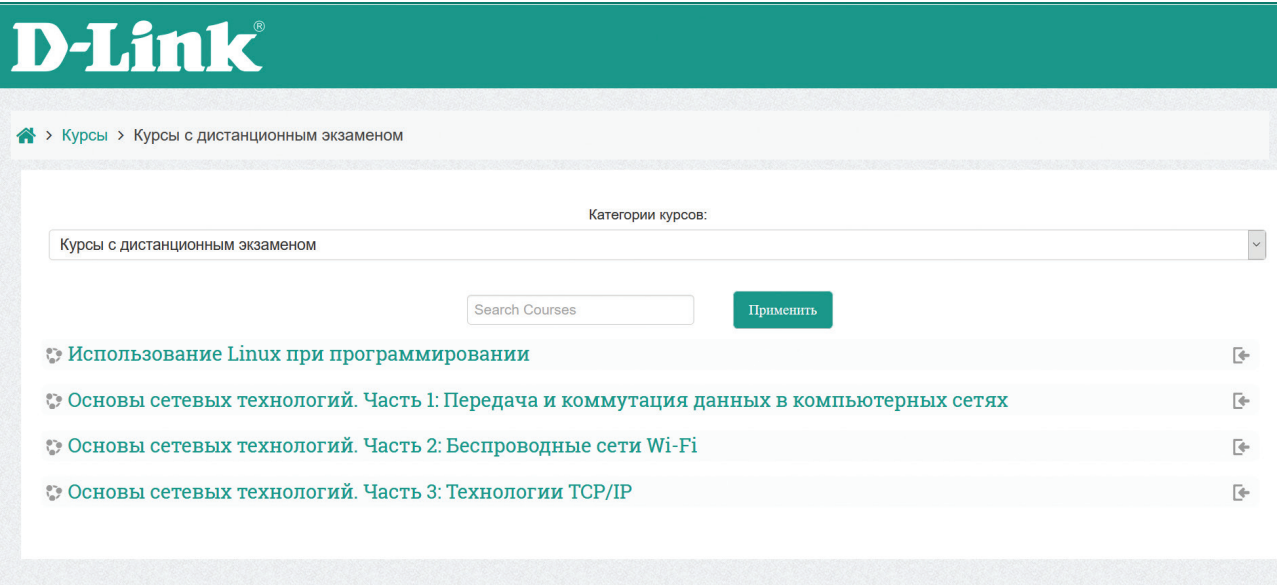 D-Link®
> Курсы > Курсы с дистанционным экзаменом
Категории курсов:
Курсы с дистанционным экзаменом
Search Courses Применить
Использование Linux при программировании
Основы сетевых технологий. Часть 1: Передача и коммутация данных в компьютерных сетях
Основы сетевых технологий. Часть 2: Беспроводные сети Wi-Fi
Основы сетевых технологий. Часть 3: Технологии TCP/IP